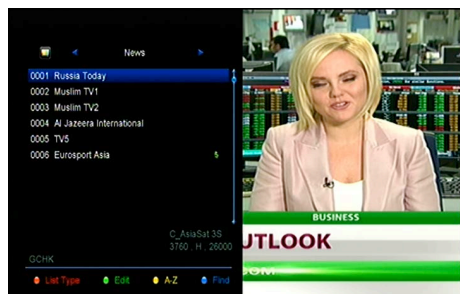 News
0001 Russia Today
0002 Muslim TV1
0003 Muslim TV2
0004 Al Jazeera International
0005 TV5
0006 Eurosport Asia
$
C_AsiaSat 3S
3760 . H . 26000
GCHK
List Type
Edit
A-Z
Find
BUSINESS
UTLOOK
COM